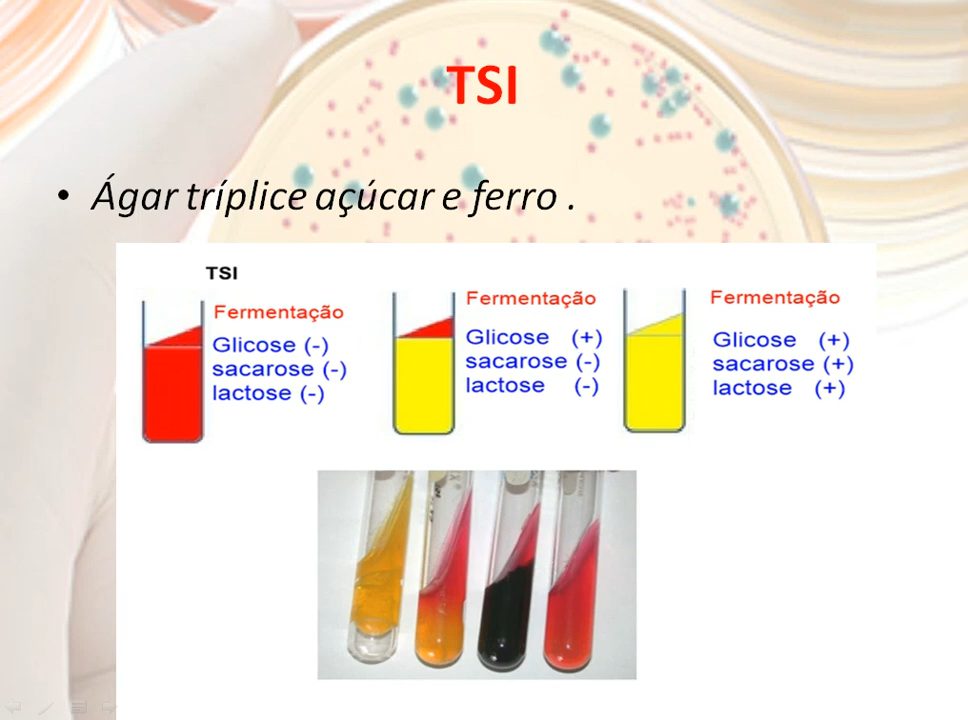 TSI
• Ágar tríplice açúcar e ferro .
TSI
Fermentação
Glicose (-)
sacarose (-)
lactose (-)
Fermentação
Glicose (+)
sacarose (-)
lactose (-)
Fermentação
Glicose (+)
sacarose (+)
lactose (+)